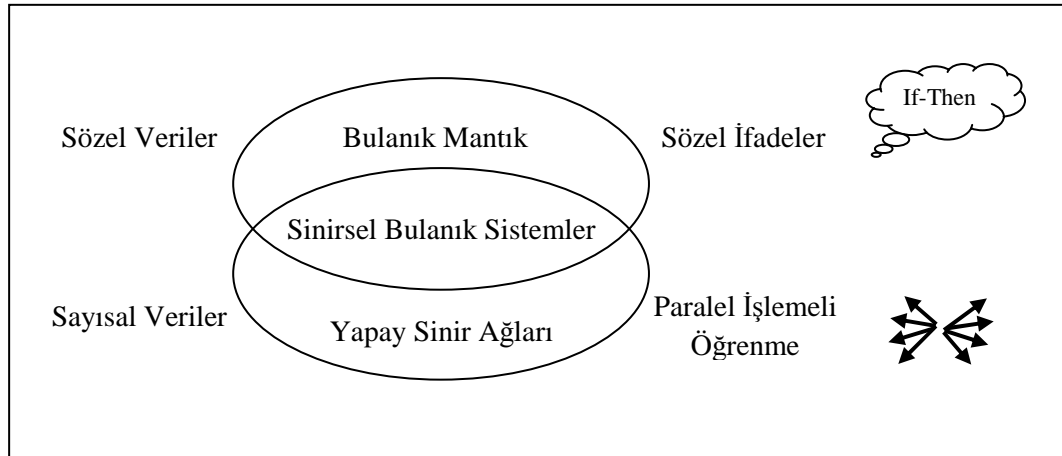 If-Then
Sözel Veriler
Bulanık Mantık
Sözel İfadeler
Sinirsel Bulanık Sistemler
Sayısal Veriler
Yapay Sinir Ağları
Paralel İşlemeli
Öğrenme